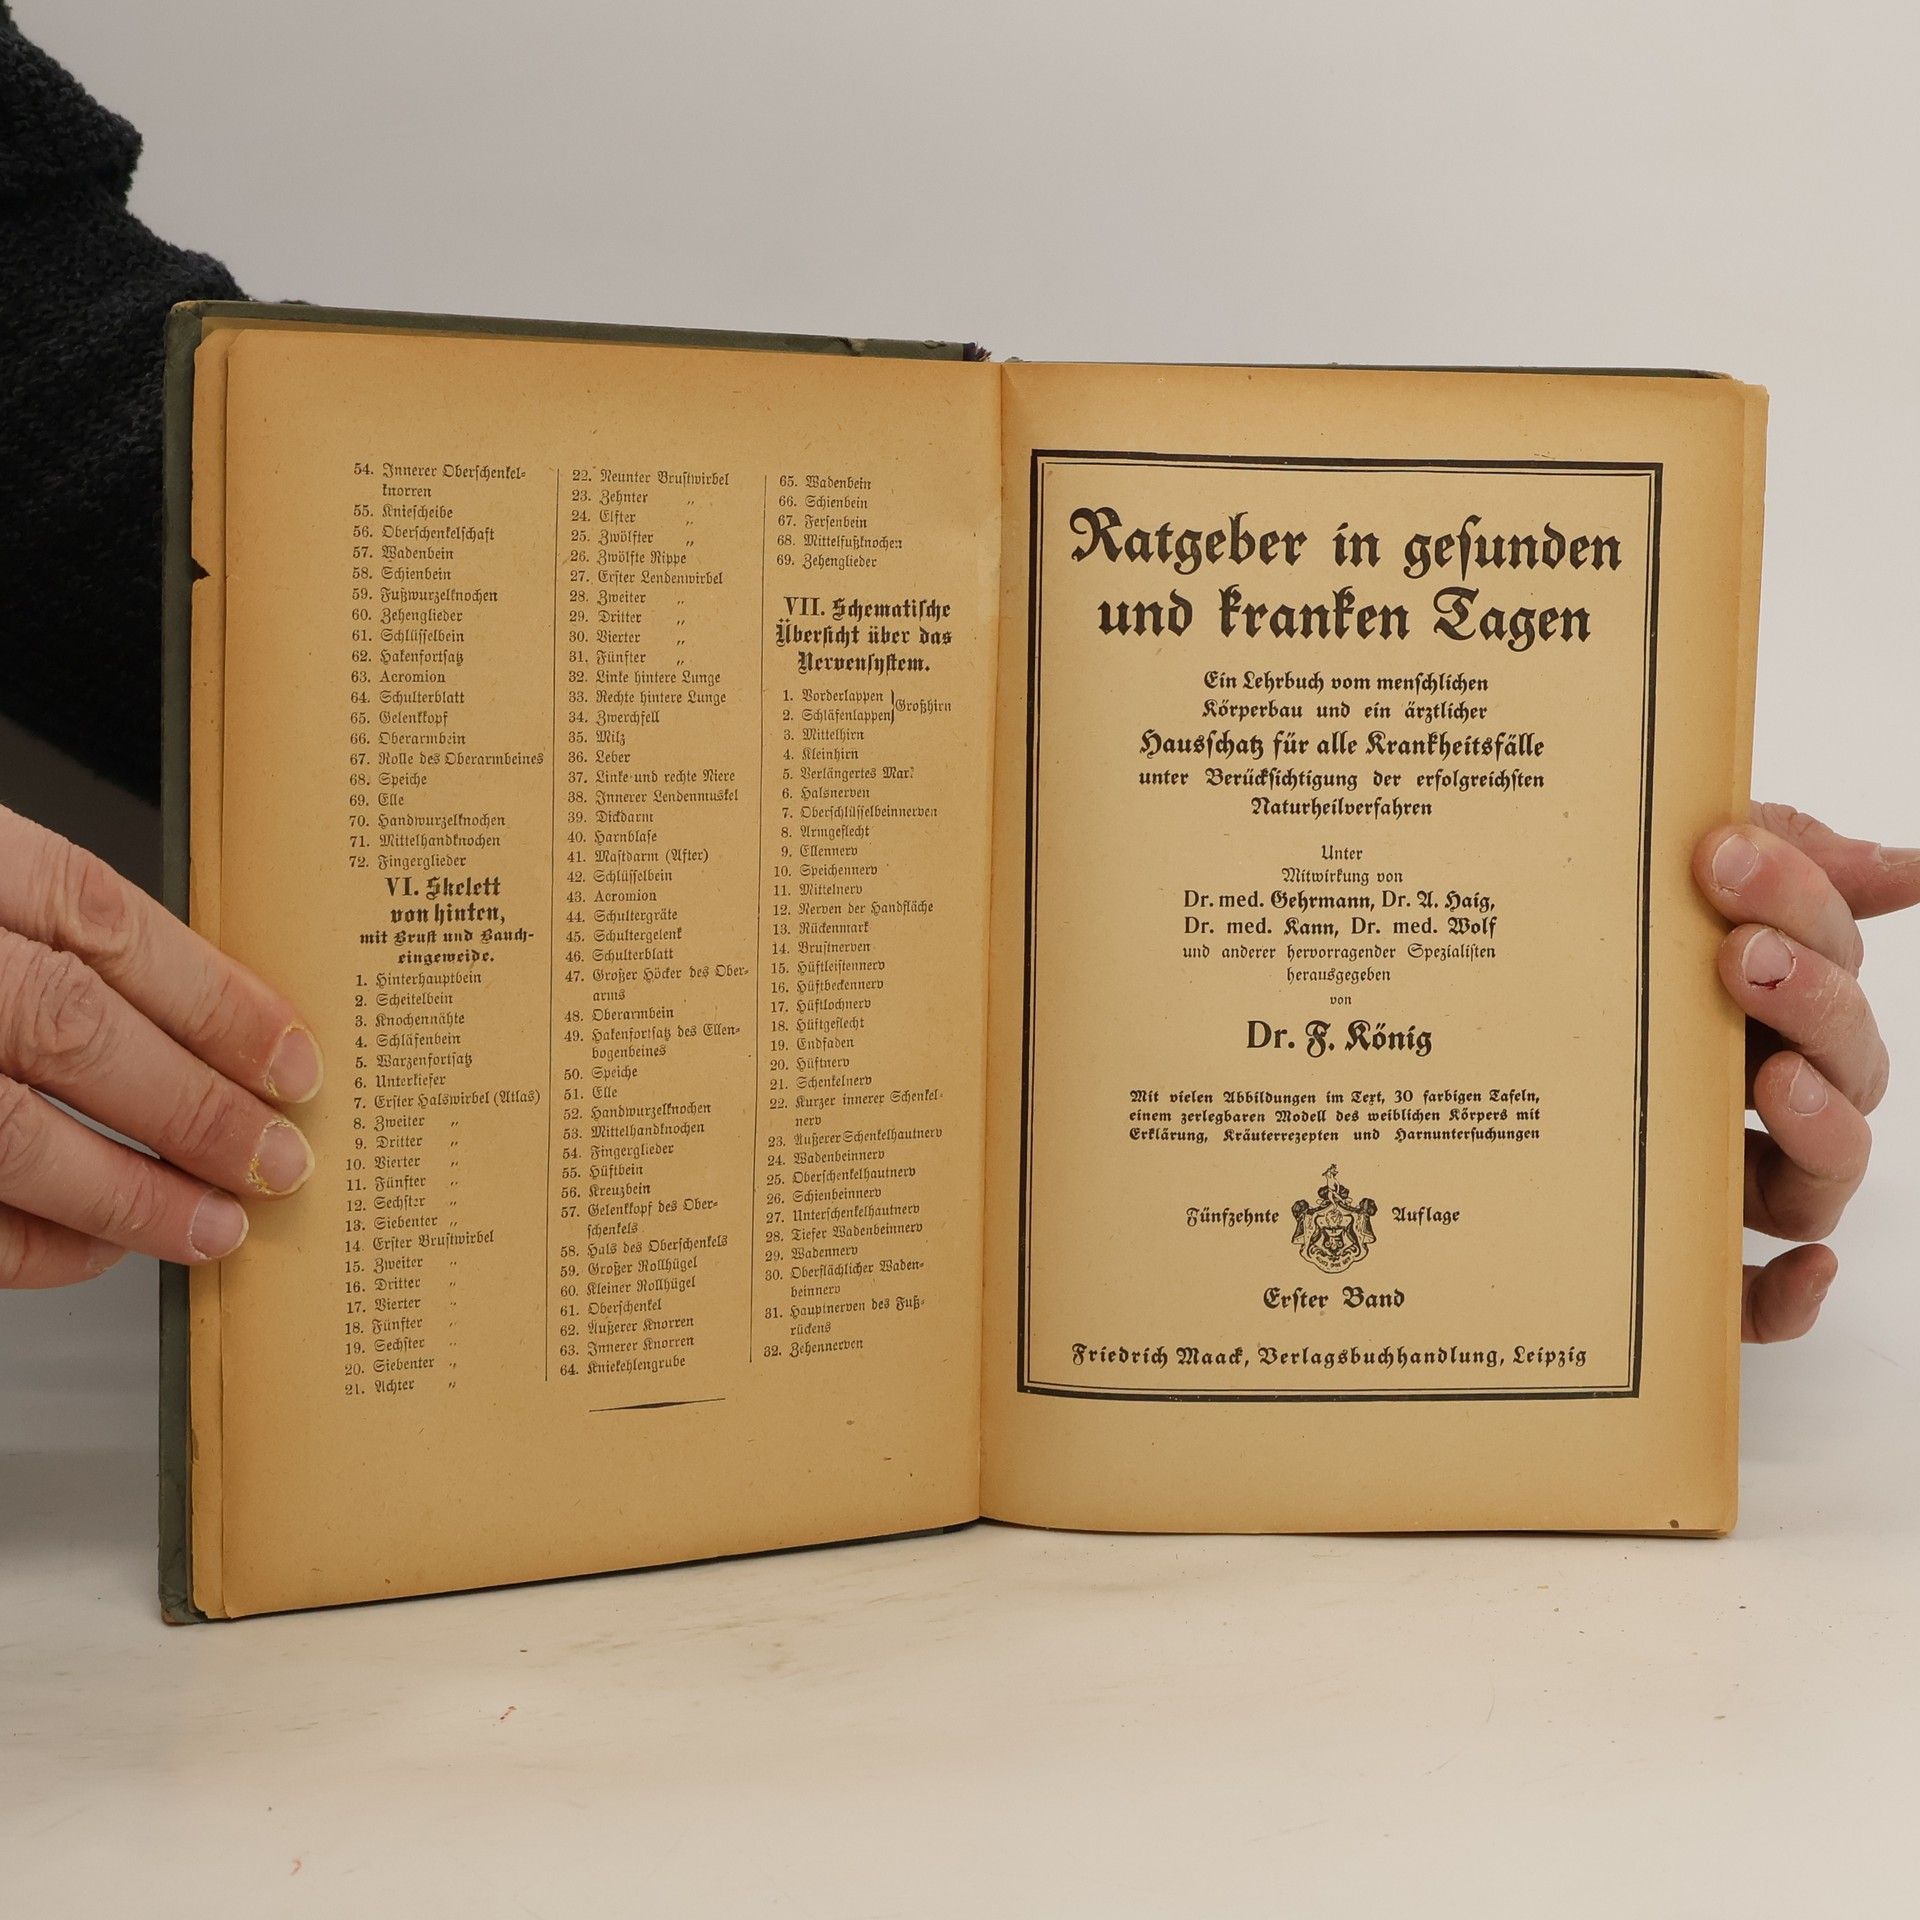 54. Innerer Oberschenkel-
knorren
55. Kniescheibe
56. Oberschenkelschaft
57. Wadenbein
58. Schienbein
59. Fußwurzelknochen
60. Zehenglieder
61. Schlüsselbein
62. Hakenfortsatz
63. Acromion
64. Schulterblatt
65. Gelenkkopf
66. Oberarmbein
67. Rolle des Oberarmbeines
68. Speiche
69. Elle
70. Handwurzelknochen
71. Mittelhandknochen
72. Fingerglieder
VI. Skelett
von hinten,
mit Brust und Bauch-
eingeweide.
1. Hinterhauptbein
2. Scheitelbein
3. Knochennähte
4. Schläfenbein
5. Warzenfortsatz
6. Unterkiefer
7. Erster Halswirbel (Atlas)
8. Zweiter „
9. Dritter „
10. Vierter „
11. Fünfter „
12. Sechster „
13. Siebenter „
14. Erster Brustwirbel
15. Zweiter „
16. Dritter „
17. Vierter „
18. Fünfter „
19. Sechster „
20. Siebenter „
21. Achter „
22. Neunter Brustwirbel
23. Zehnter „
24. Elfter „
25. Zwölfter „
26. Zwölfte Rippe
27. Erster Lendenwirbel
28. Zweiter „
29. Dritter „
30. Vierter „
31. Fünfter „
32. Linke hintere Lunge
33. Rechte hintere Lunge
34. Zwerchfell
35. Milz
36. Leber
37. Linke und rechte Niere
38. Innerer Lendenmuskel
39. Dickdarm
40. Harnblase
41. Mastdarm (After)
42. Schlüsselbein
43. Acromion
44. Schultergräte
45. Schultergelenk
46. Schulterblatt
47. Großer Höcker des Ober-
arms
48. Oberarmbein
49. Hakenfortsatz des Ellen-
bogenbeines
50. Speiche
51. Elle
52. Handwurzelknochen
53. Mittelhandknochen
54. Fingerglieder
55. Hüftbein
56. Kreuzbein
57. Gelenkkopf des Ober-
schenkels
58. Hals des Oberschenkels
59. Großer Rollhügel
60. Kleiner Rollhügel
61. Oberschenkel
62. Äußerer Knorren
63. Innerer Knorren
64. Kniekehlengrube
65. Wadenbein
66. Schienbein
67. Fersenbein
68. Mittelfußknochen
69. Zehenglieder
VII. Schematische
Übersicht über das
Nervensystem.
1. Vorderlappen
2. Schläfenlappen } Großhirn
3. Mittelhirn
4. Kleinhirn
5. Verlängertes Mark
6. Halsnerven
7. Oberschlüsselbeinnerven
8. Armgeflecht
9. Ellennerv
10. Speichennerv
11. Mittelnerv
12. Nerven der Handfläche
13. Rückenmark
14. Brustnerven
15. Hüftleistennerv
16. Hüftbeckennerv
17. Hüftlochnerv
18. Hüftgeflecht
19. Endfaden
20. Hüftnerv
21. Schenkelnerv
22. Kurzer innerer Schenkel-
nerv
23. Äußerer Schenkelhautnerv
24. Wadenbeinnerv
25. Oberschenkelhautnerv
26. Schienbeinnerv
27. Unterschenkelhautnerv
28. Tiefer Wadenbeinnerv
29. Wadennerv
30. Oberflächlicher Waden-
beinnerv
31. Hauptnerven des Fuß-
rückens
32. Zehennerven
Ratgeber in gesunden
und kranken Tagen
Ein Lehrbuch vom menschlichen
Körperbau und ein ärztlicher
Hausschatz für alle Krankheitsfälle
unter Berücksichtigung der erfolgreichsten
Naturheilverfahren
Unter
Mitwirkung von
Dr. med. Gehrmann, Dr. A. Haig,
Dr. med. Kann, Dr. med. Wolf
und anderer hervorragender Spezialisten
herausgegeben
von
Dr. F. König
Mit vielen Abbildungen im Text, 30 farbigen Tafeln,
einem zerlegbaren Modell des weiblichen Körpers mit
Erklärung, Kräuterrezepten und Harnuntersuchungen
Fünfzehnte Auflage
Erster Band
Friedrich Maack, Verlagsbuchhandlung, Leipzig